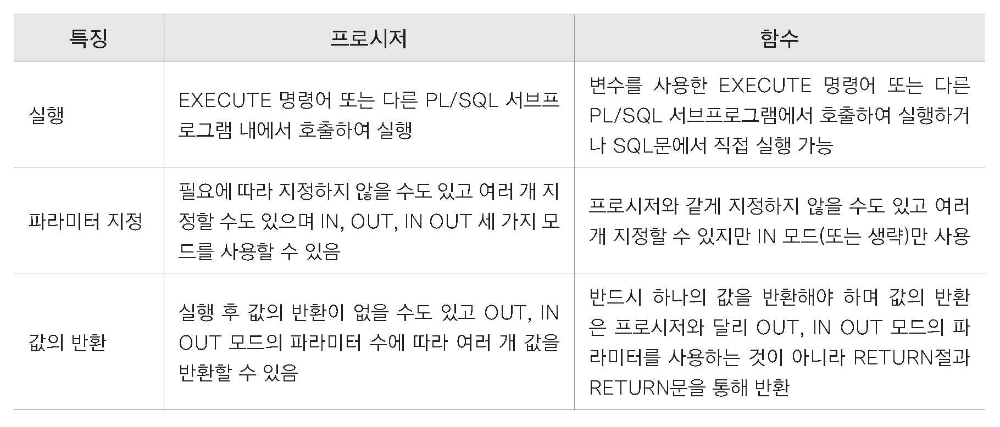 특징
프로시저
함수
실행
EXECUTE 명령어 또는 다른 PL/SQL 서브프
로그램 내에서 호출하여 실행
변수를 사용한 EXECUTE 명령어 또는 다른
PL/SQL 서브프로그램에서 호출하여 실행하거
나 SQL문에서 직접 실행 가능
파라미터 지정
필요에 따라 지정하지 않을 수도 있고 여러 개 지
정할 수도 있으며 IN, OUT, IN OUT 세 가지 모
드를 사용할 수 있음
프로시저와 같게 지정하지 않을 수도 있고 여러
개 지정할 수 있지만 IN 모드(또는 생략)만 사용
값의 반환
실행 후 값의 반환이 없을 수도 있고 OUT, IN
OUT 모드의 파라미터 수에 따라 여러 개 값을
반환할 수 있음
반드시 하나의 값을 반환해야 하며 값의 반환
은 프로시저와 달리 OUT, IN OUT 모드의 파
라미터를 사용하는 것이 아니라 RETURN절과
RETURN문을 통해 반환